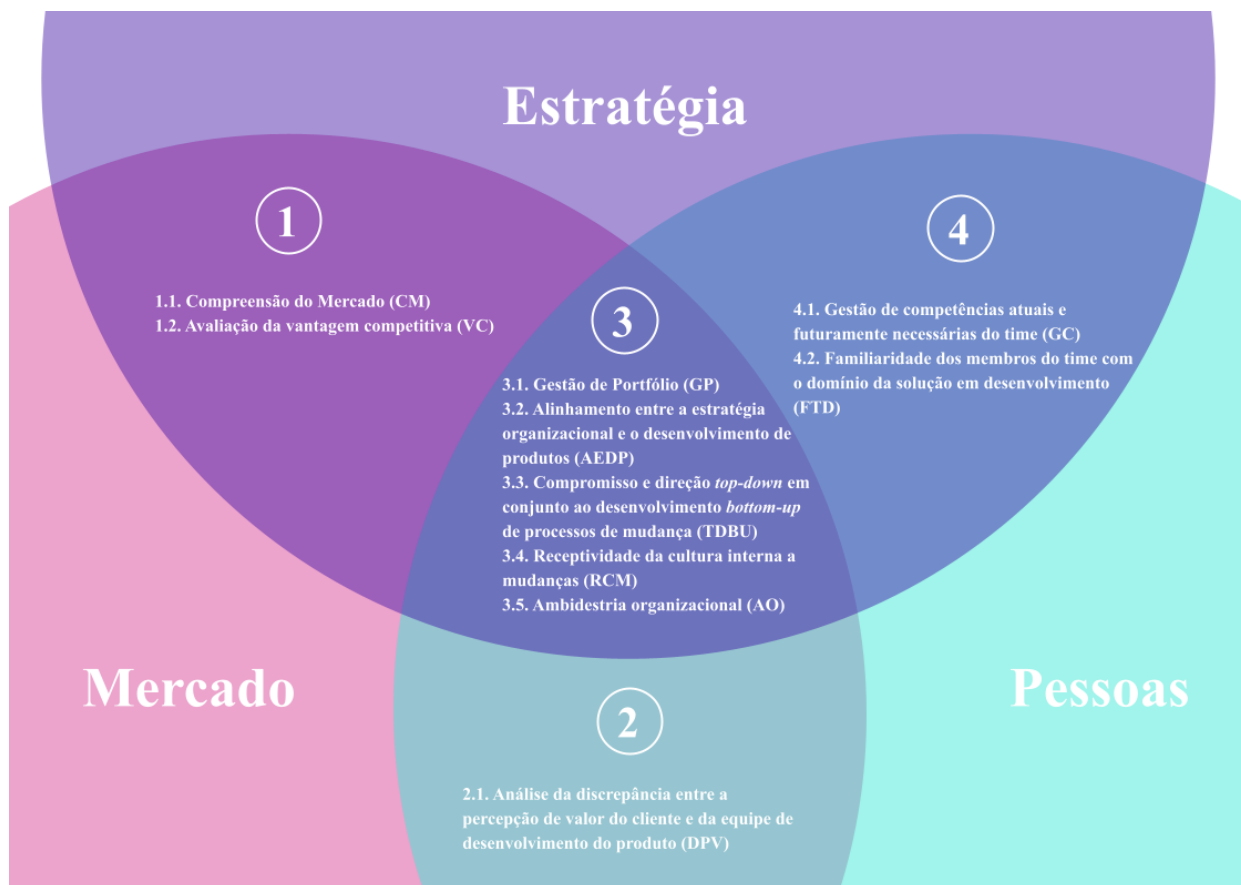 Estratégia
1
1.1. Compreensão do Mercado (CM)
1.2. Avaliação da vantagem competitiva (VC)
4
4.1. Gestão de competências atuais e
futuramente necessárias do time (GC)
4.2. Familiaridade dos membros do time com
o domínio da solução em desenvolvimento
(FTD)
3
3.1. Gestão de Portfólio (GP)
3.2. Alinhamento entre a estratégia
organizacional e o desenvolvimento de
produtos (AEDP)
3.3. Compromisso e direção top-down em
conjunto ao desenvolvimento bottom-up
de processos de mudança (TDBU)
3.4. Receptividade da cultura interna a
mudanças (RCM)
3.5. Ambidestria organizacional (AO)
Mercado
Pessoas
2
2.1. Análise da discrepância entre a
percepção de valor do cliente e da equipe de
desenvolvimento do produto (DPV)